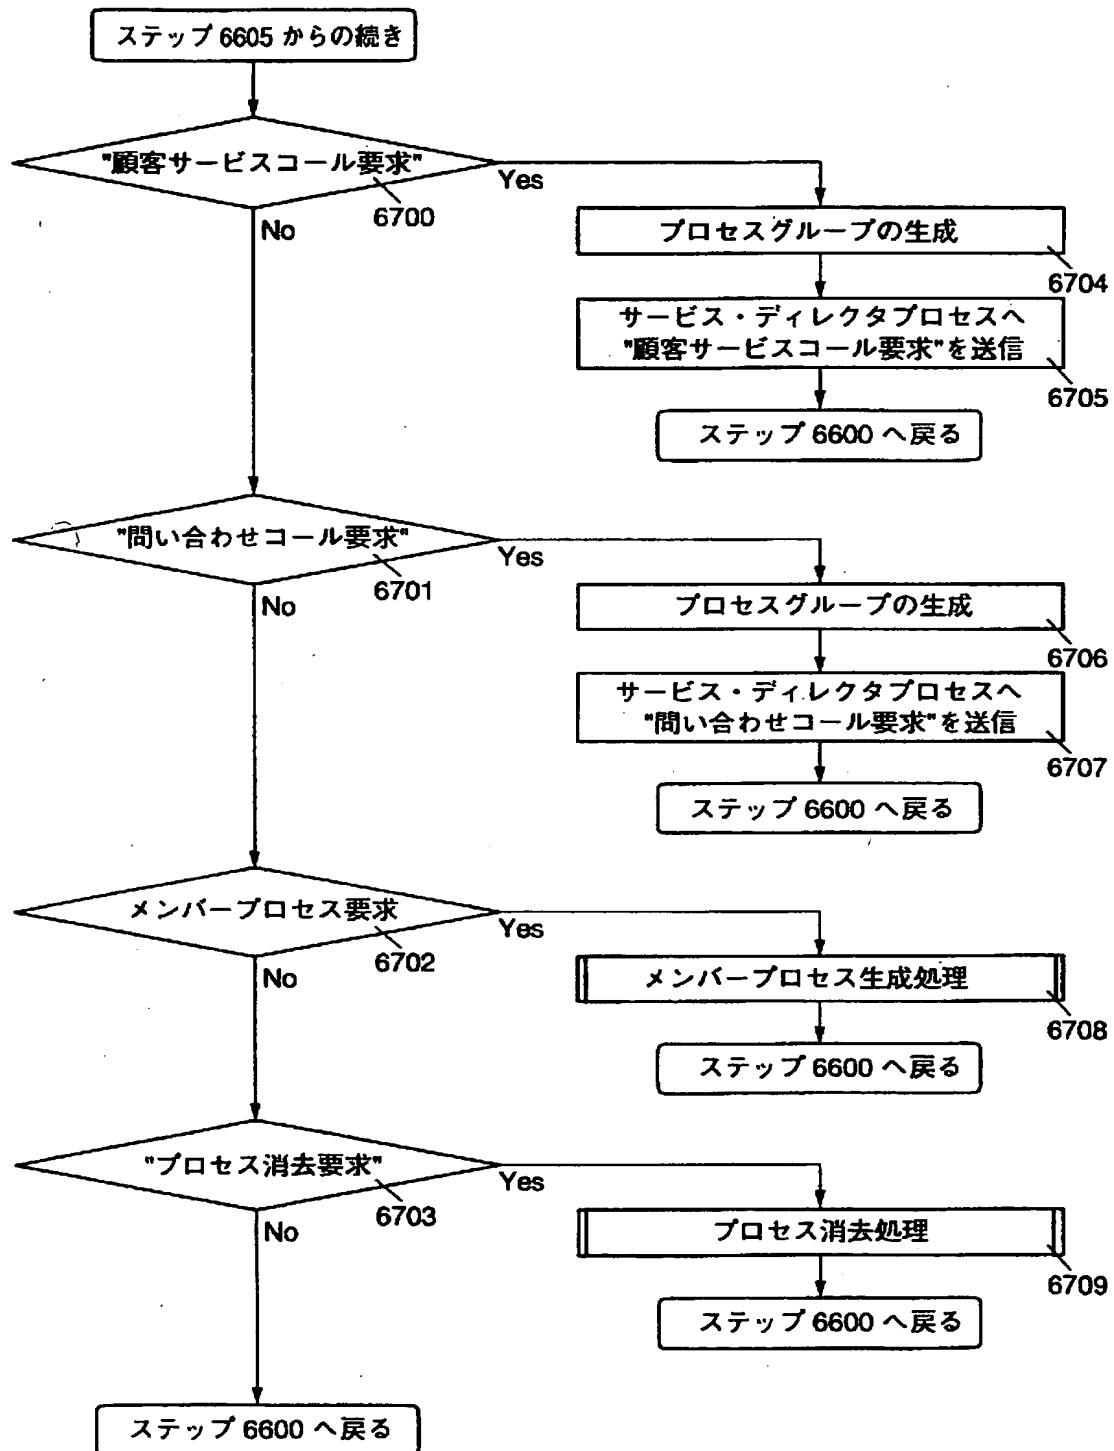 ステップ 6605 からの続き
"顧客サービスコール要求"
6700
Yes
No
プロセスグループの生成
6704
サービス・ディレクタプロセスへ
"顧客サービスコール要求"を送信
6705
ステップ 6600 へ戻る
"問い合わせコール要求"
6701
Yes
No
プロセスグループの生成
6706
サービス・ディレクタプロセスへ
"問い合わせコール要求"を送信
6707
ステップ 6600 へ戻る
メンバープロセス要求
6702
Yes
No
メンバープロセス生成処理
6708
ステップ 6600 へ戻る
"プロセス消去要求"
6703
Yes
No
プロセス消去処理
6709
ステップ 6600 へ戻る
ステップ 6600 へ戻る